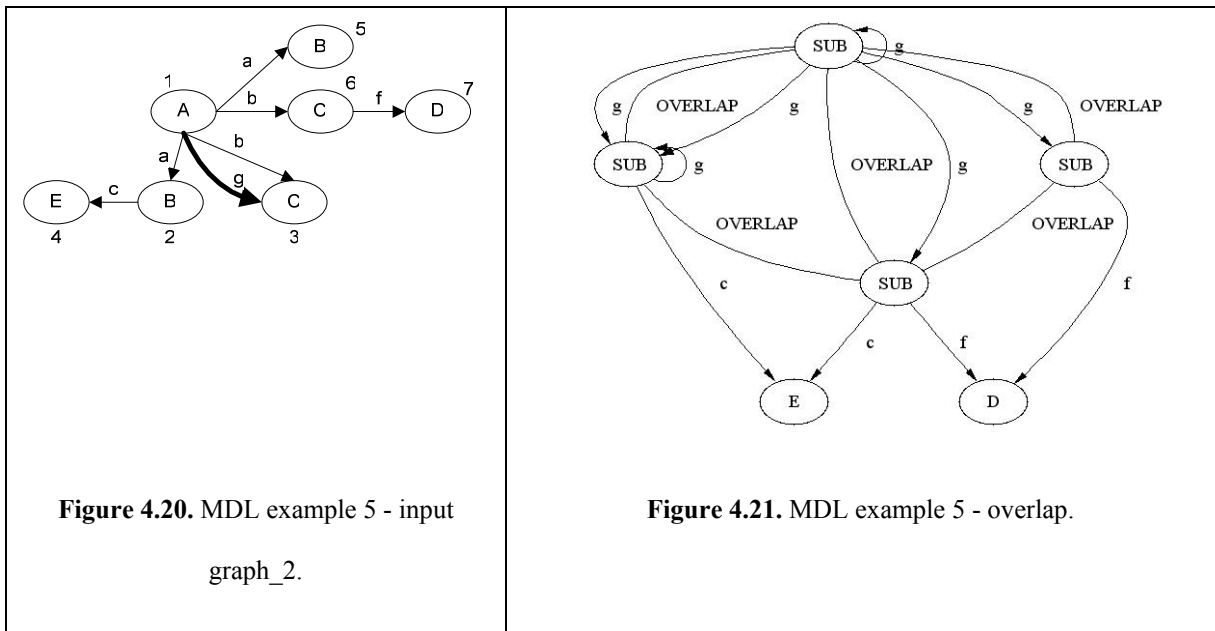 B
5
a
1
6
7
A
b
C
f
D
b
a
g
E
c
B
C
4
2
3
Figure 4.20. MDL example 5 - input
graph_2.
SUB
g
g
OVERLAP
g
g
OVERLAP
SUB
g
OVERLAP
g
SUB
OVERLAP
OVERLAP
SUB
c
f
c
f
E
D
Figure 4.21. MDL example 5 - overlap.